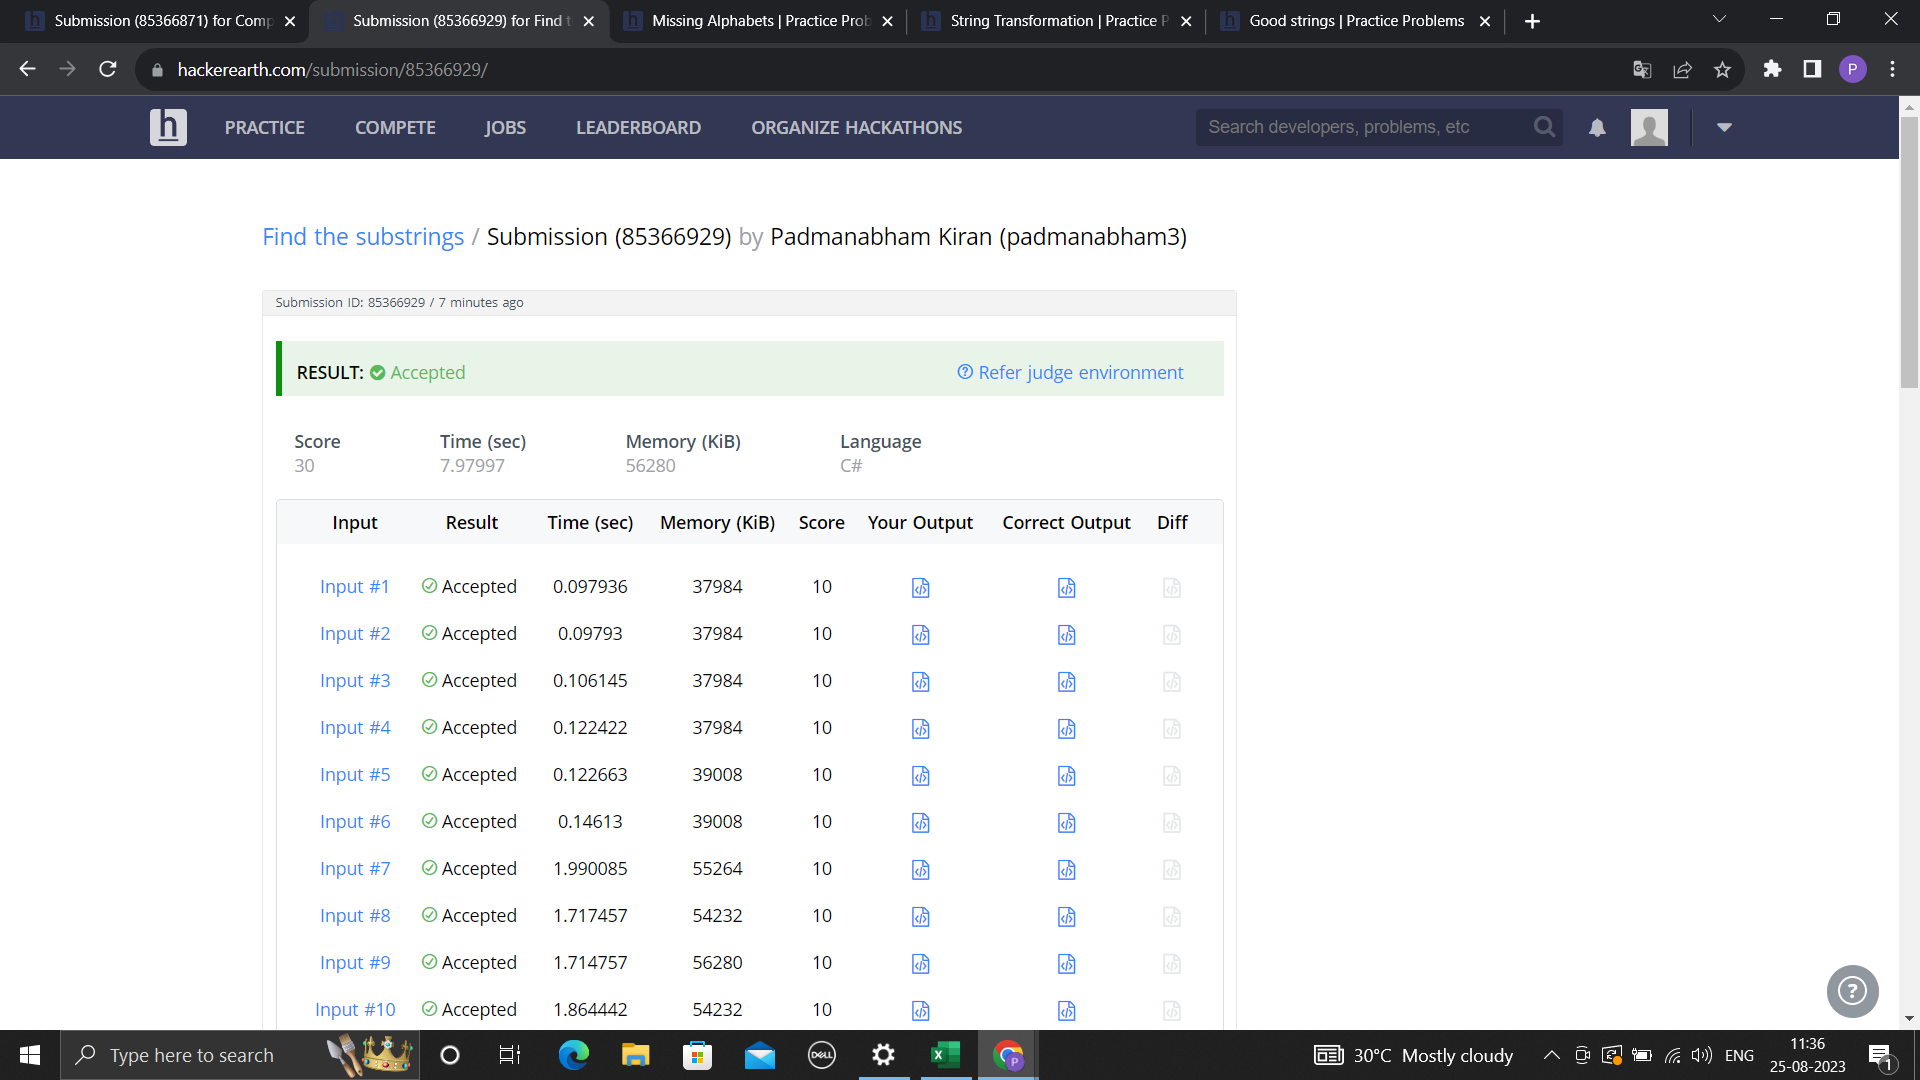 Submission (85366871) for Comp
Submission (85366929) for Find t
Missing Alphabets | Practice Prob
String Transformation | Practice P
Good strings | Practice Problems
hackerearth.com/submission/85366929/
P
h
PRACTICE
COMPETE
JOBS
LEADERBOARD
ORGANIZE HACKATHONS
Search developers, problems, etc
Find the substrings / Submission (85366929) by Padmanabham Kiran (padmanabham3)
Submission ID: 85366929 / 7 minutes ago
RESULT: Accepted
Refer judge environment
Score Time (sec) Memory (KiB) Language
30 7.97997 56280 C#
Input Result Time (sec) Memory (KiB) Score Your Output Correct Output Diff
Input #1 Accepted 0.097936 37984 10
Input #2 Accepted 0.09793 37984 10
Input #3 Accepted 0.106145 37984 10
Input #4 Accepted 0.122422 37984 10
Input #5 Accepted 0.122663 39008 10
Input #6 Accepted 0.14613 39008 10
Input #7 Accepted 1.990085 55264 10
Input #8 Accepted 1.717457 54232 10
Input #9 Accepted 1.714757 56280 10
Input #10 Accepted 1.864442 54232 10
?
Type here to search
DELL
30°C Mostly cloudy
ENG
11:36
25-08-2023
1